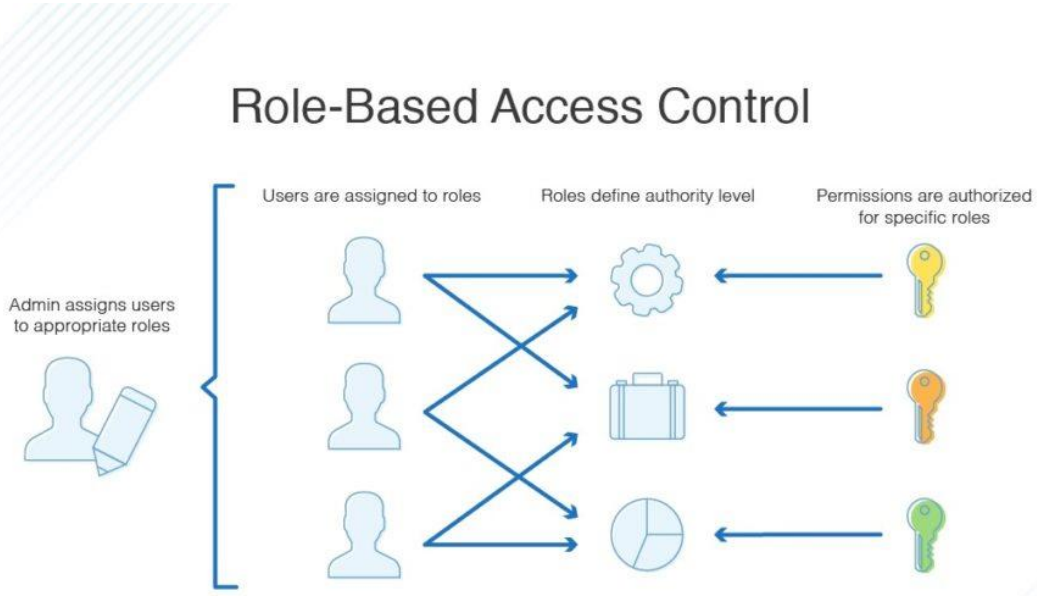 Role-Based Access Control
Admin assigns users
to appropriate roles
Users are assigned to roles
Roles define authority level
Permissions are authorized
for specific roles